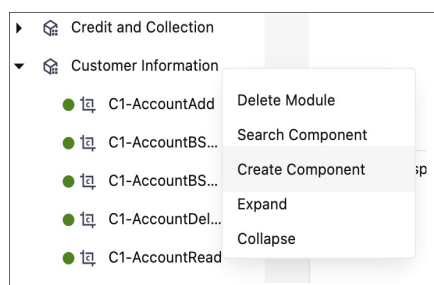 Credit and Collection
Customer Information
C1-AccountAdd
Delete Module
C1-AccountBS...
Search Component
C1-AccountBS...
Create Component
sp
C1-AccountDel...
Expand
C1-AccountRead
Collapse